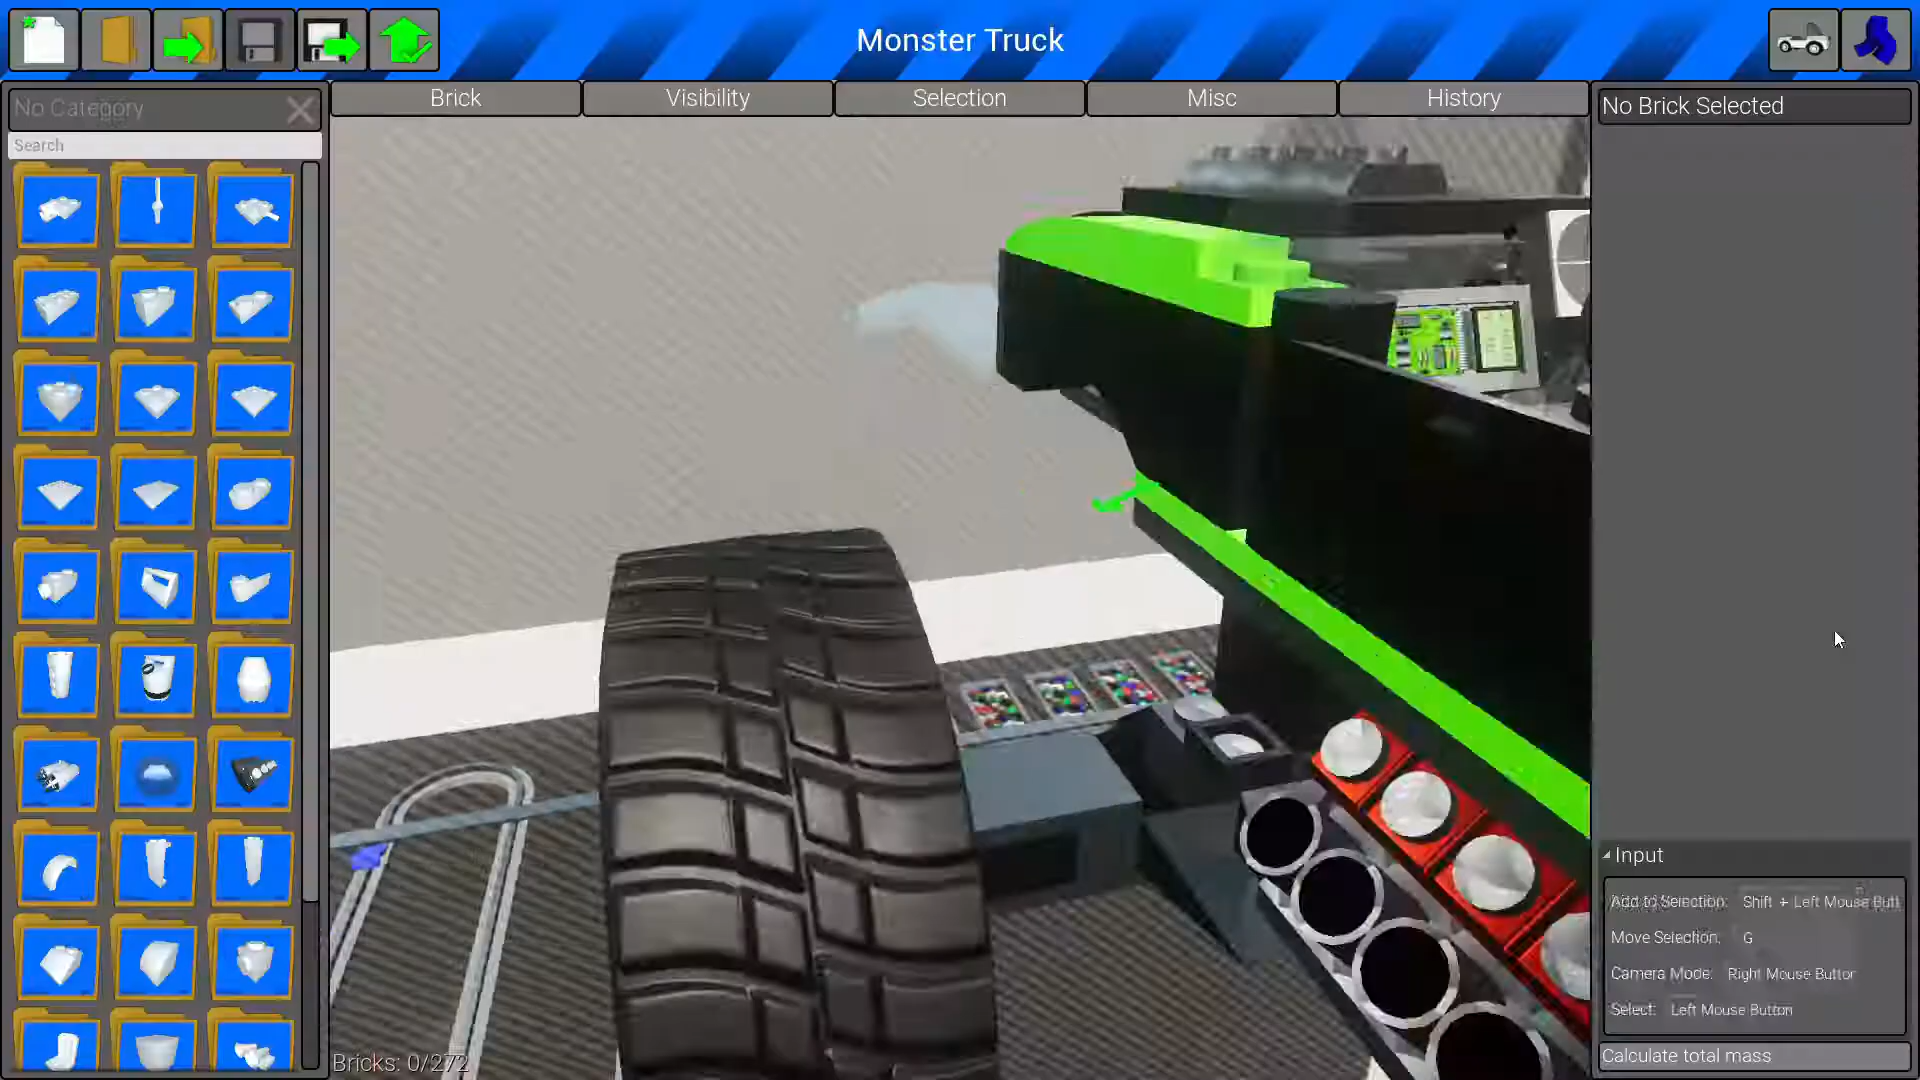 Monster Truck
No Category
Search
Brick
Visibility
Selection
Misc
History
No Brick Selected
Input
Add to Selection: Shift + Left Mouse Butt
Move Selection: G
Camera Mode: Right Mouse Button
Select: Left Mouse Button
Calculate total mass
Bricks: 0/272